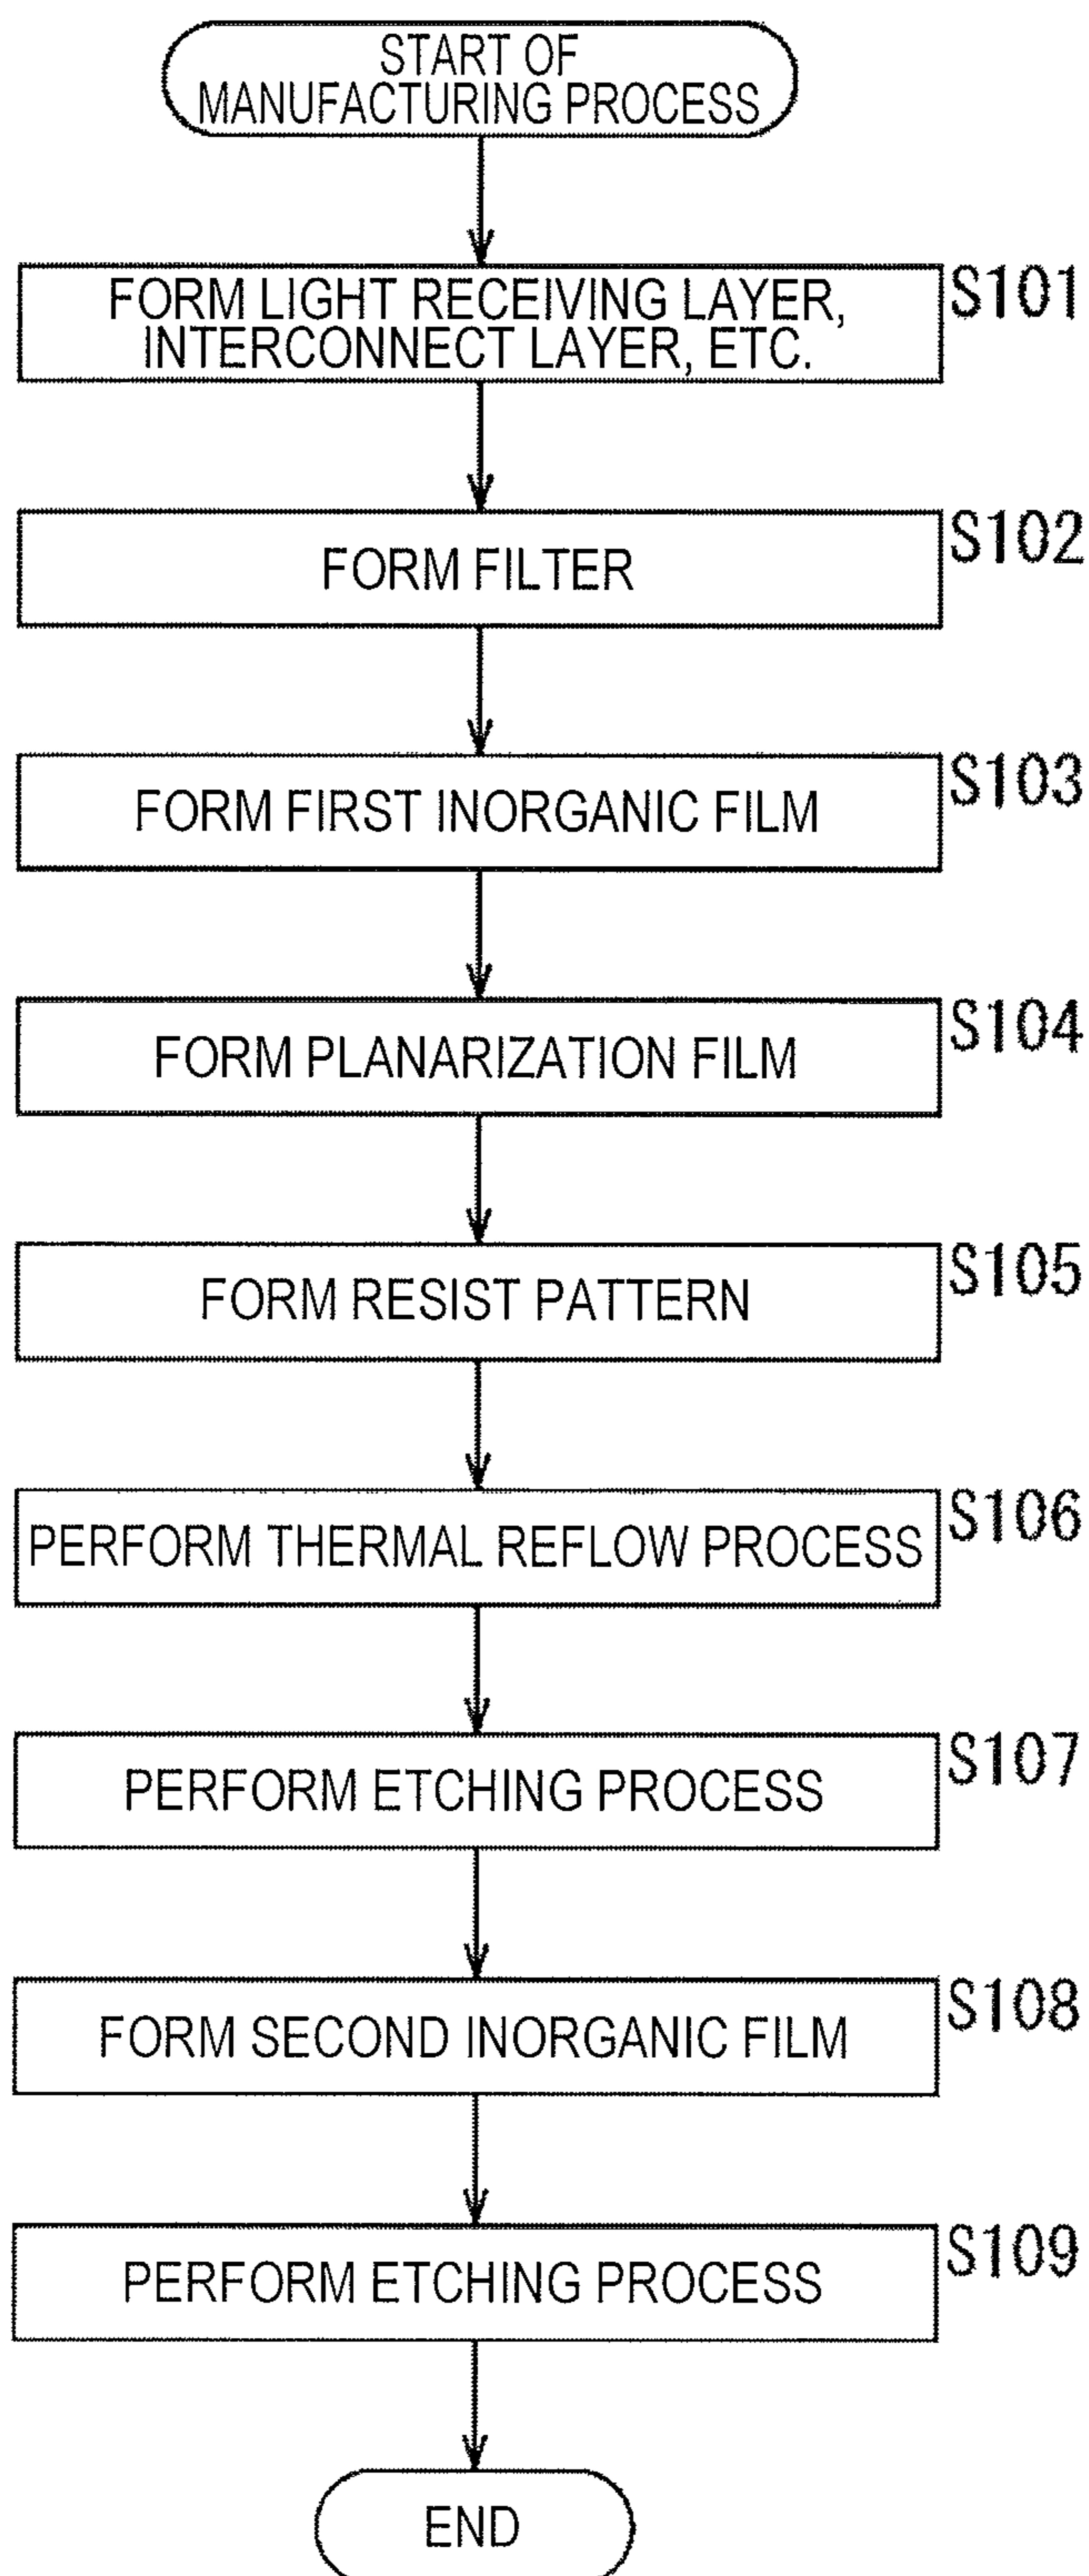 START OF
MANUFACTURING PROCESS
FORM LIGHT RECEIVING LAYER,
INTERCONNECT LAYER, ETC.
S101
FORM FILTER
S102
FORM FIRST INORGANIC FILM
S103
FORM PLANARIZATION FILM
S104
FORM RESIST PATTERN
S105
PERFORM THERMAL REFLOW PROCESS
S106
PERFORM ETCHING PROCESS
S107
FORM SECOND INORGANIC FILM
S108
PERFORM ETCHING PROCESS
S109
END